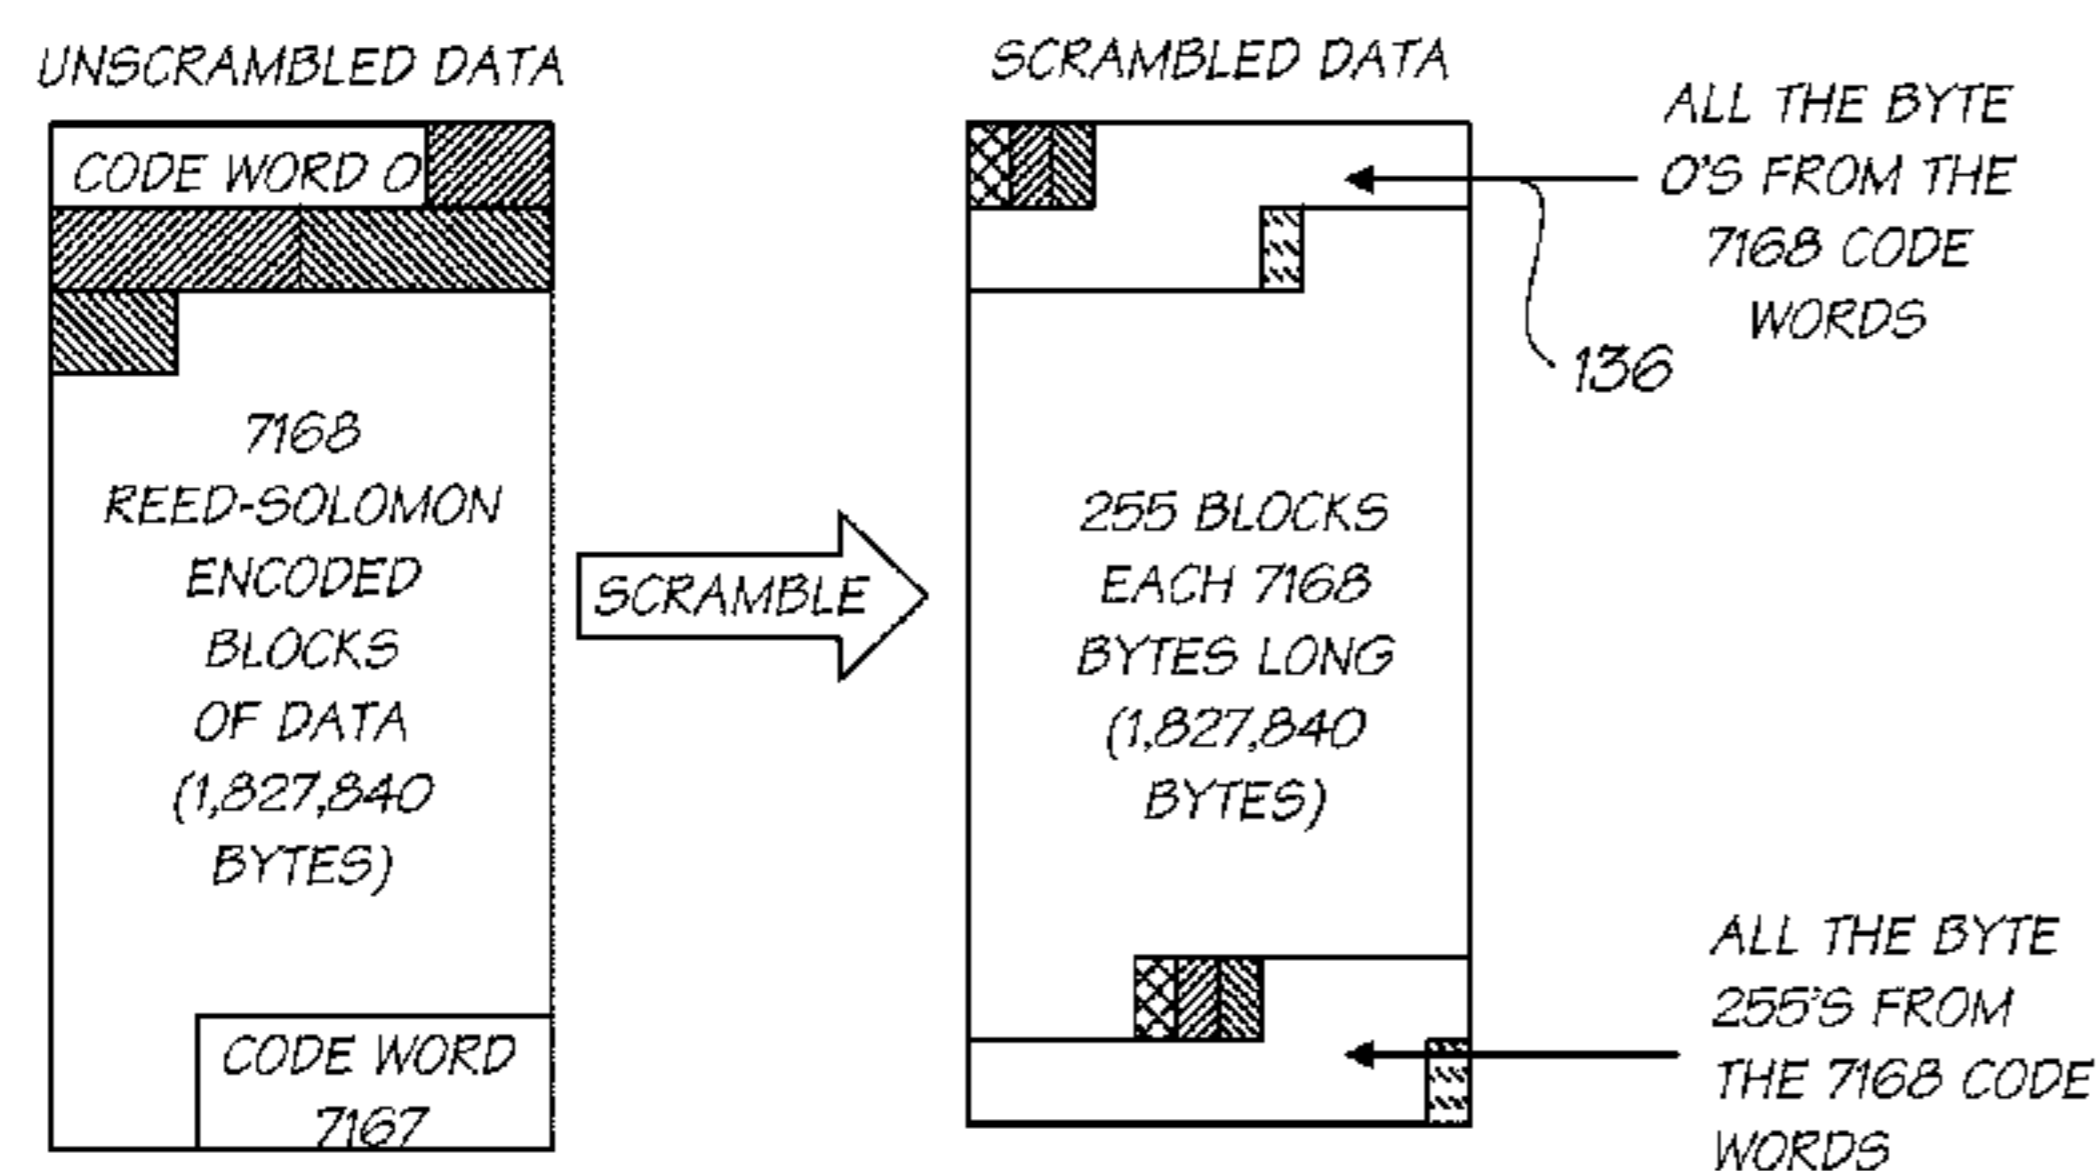 UNSCRAMBLED DATA
CODE WORD 0
7168
REED-SOLOMON
ENCODED
BLOCKS
OF DATA
(1,827,840
BYTES)
CODE WORD
7167
SCRAMBLE
SCRAMBLED DATA
255 BLOCKS
EACH 7168
BYTES LONG
(1,827,840
BYTES)
ALL THE BYTE
0'S FROM THE
7168 CODE
WORDS
136
ALL THE BYTE
255'S FROM
THE 7168 CODE
WORDS